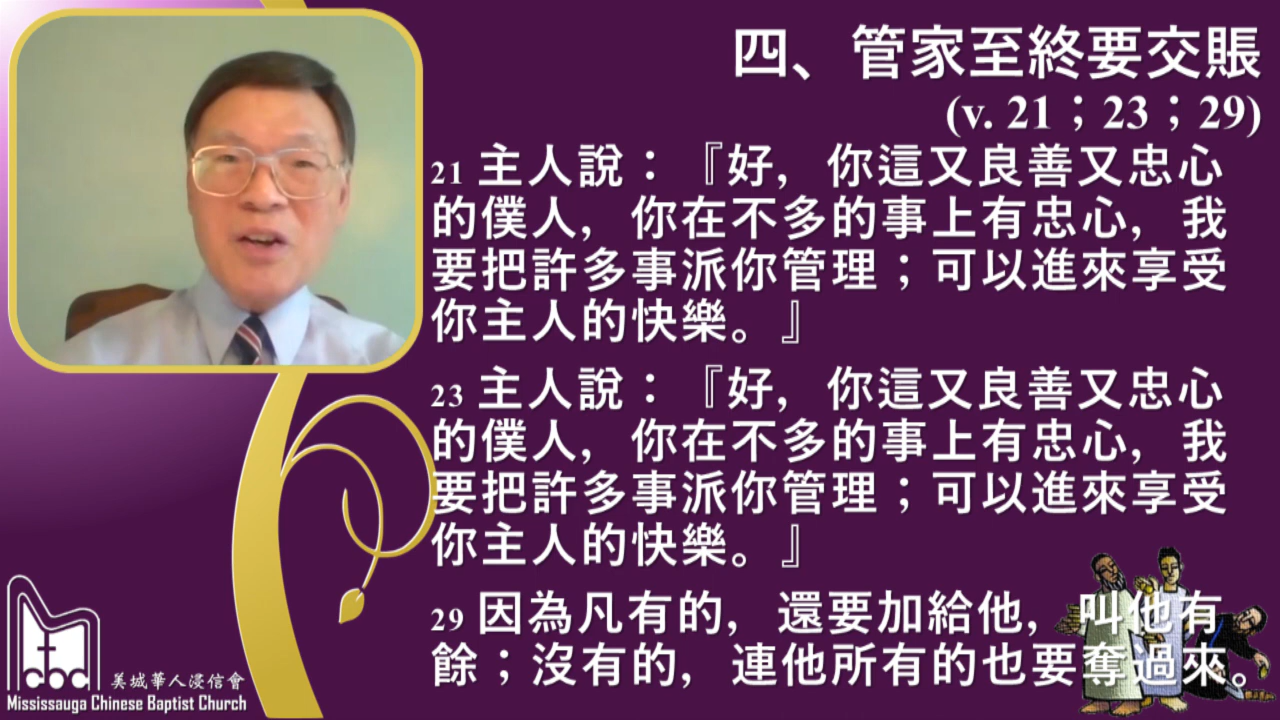 四、管家至終要交賬
(v. 21；23；29)
21 主人說：『好，你這又良善又忠心
的僕人，你在不多的事上有忠心，我
要把許多事派你管理；可以進來享受
你主人的快樂。』
23 主人說：『好，你這又良善又忠心
的僕人，你在不多的事上有忠心，我
要把許多事派你管理；可以進來享受
你主人的快樂。』
29 因為凡有的，還要加給他，叫他有
餘；沒有的，連他所有的也要奪過來。
美城華人浸信會
Mississauga Chinese Baptist Church